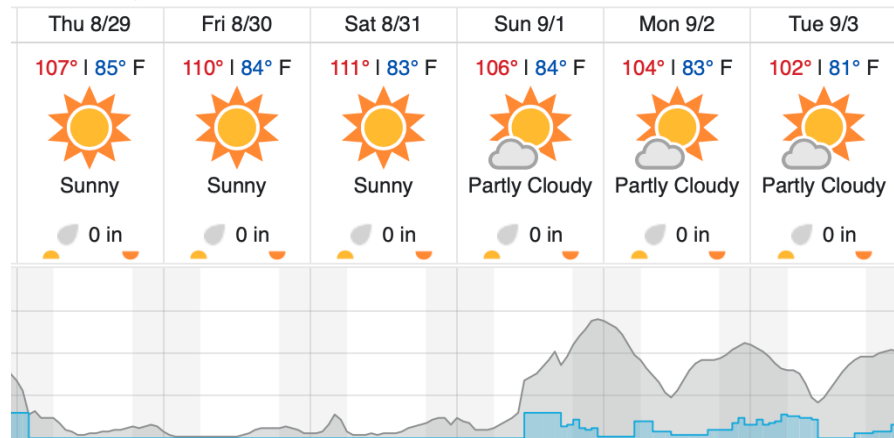 Thu 8/29 Fri 8/30 Sat 8/31 Sun 9/1 Mon 9/2 Tue 9/3
107° | 85° F 110° | 84° F 111° | 83° F 106° | 84° F 104° | 83° F 102° | 81° F
Sunny Sunny Sunny Partly Cloudy Partly Cloudy Partly Cloudy
0 in 0 in 0 in 0 in 0 in 0 in